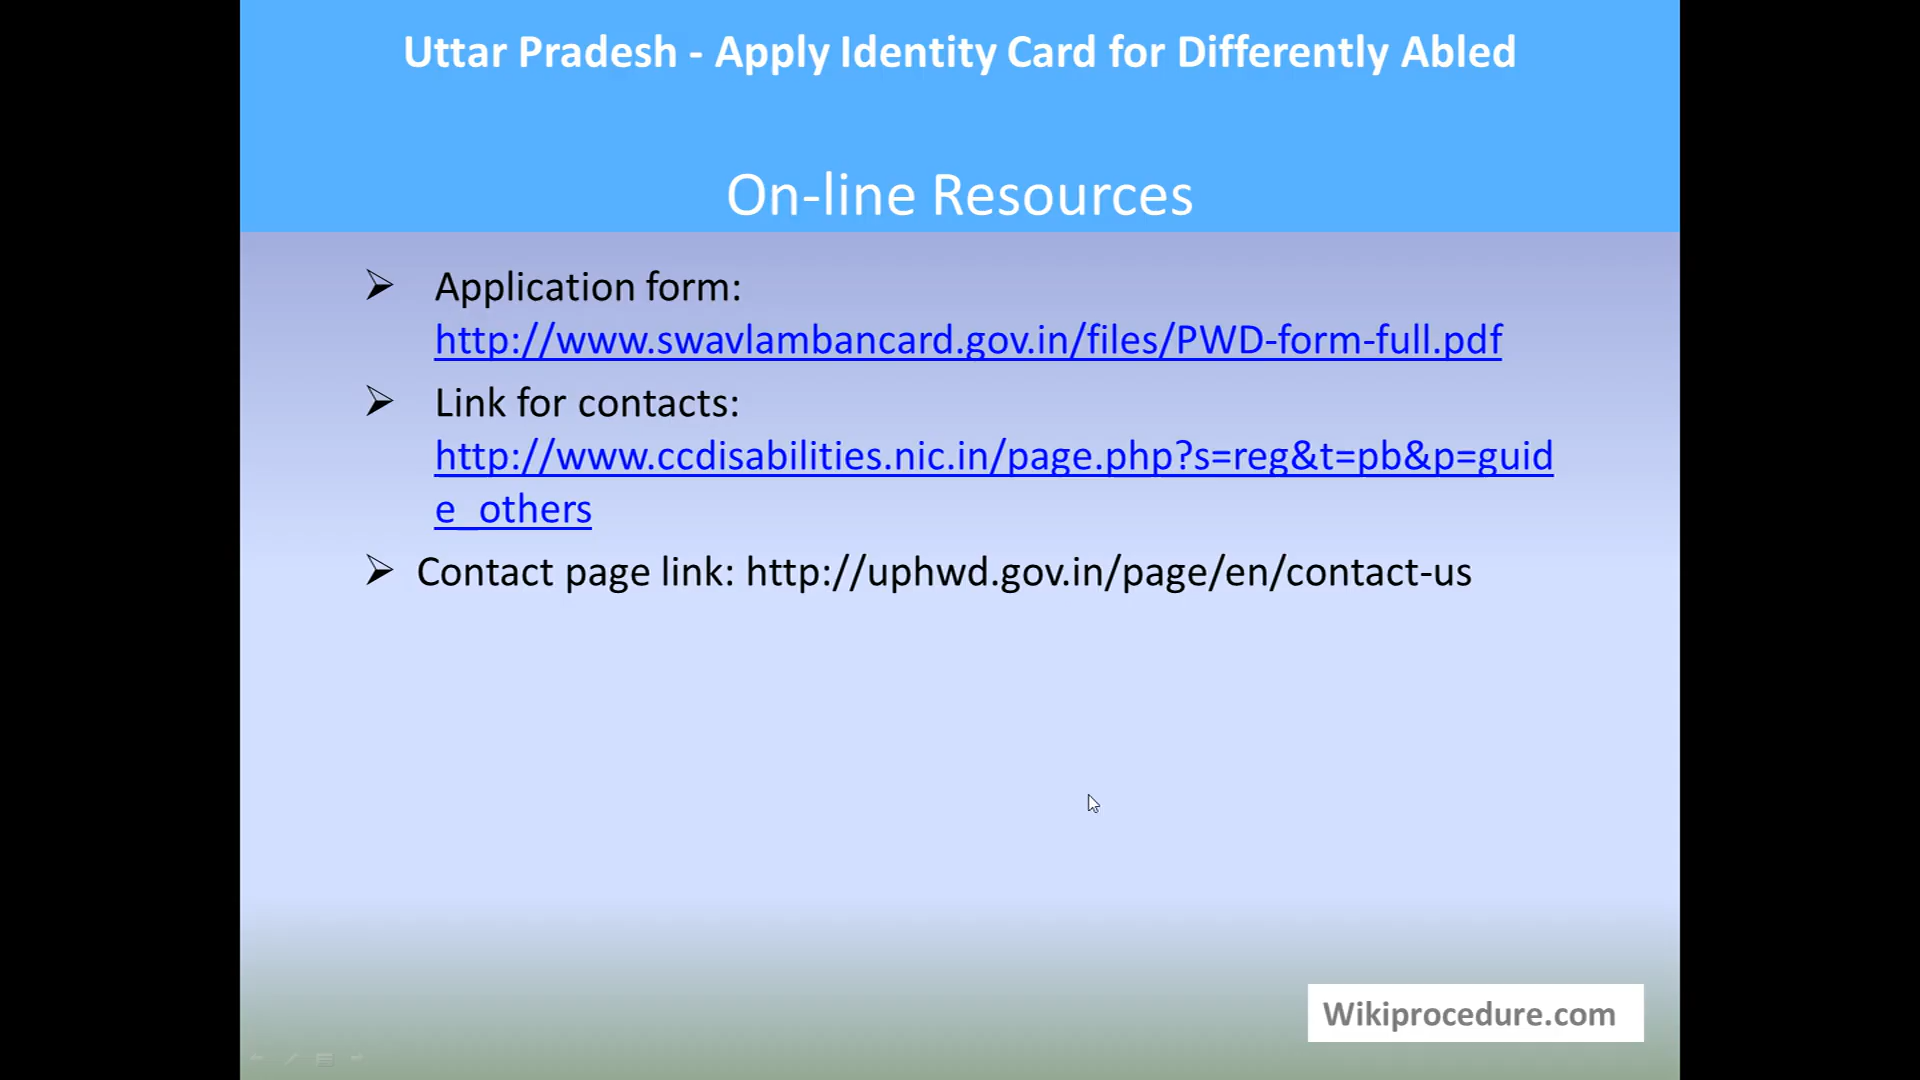 Uttar Pradesh - Apply Identity Card for Differently Abled
On-line Resources
Application form:
http://www.swavlambancard.gov.in/files/PWD-form-full.pdf
Link for contacts:
http://www.ccdisabilities.nic.in/page.php?s=reg&t=pb&p=guid
e_others
Contact page link: http://uphwd.gov.in/page/en/contact-us
Wikiprocedure.com